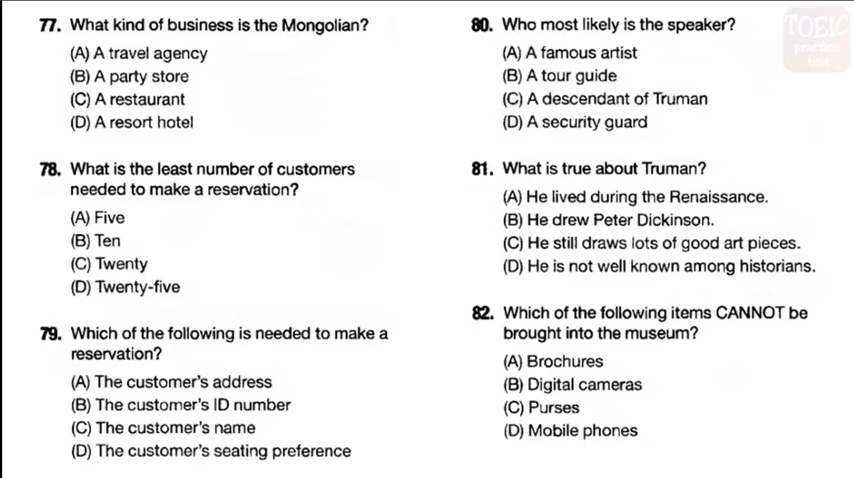 77. What kind of business is the Mongolian?
(A) A travel agency
(B) A party store
(C) A restaurant
(D) A resort hotel
78. What is the least number of customers
needed to make a reservation?
(A) Five
(B) Ten
(C) Twenty
(D) Twenty-five
79. Which of the following is needed to make a
reservation?
(A) The customer's address
(B) The customer's ID number
(C) The customer's name
(D) The customer's seating preference
80. Who most likely is the speaker?
(A) A famous artist
(B) A tour guide
(C) A descendant of Truman
(D) A security guard
81. What is true about Truman?
(A) He lived during the Renaissance.
(B) He drew Peter Dickinson.
(C) He still draws lots of good art pieces.
(D) He is not well known among historians.
82. Which of the following items CANNOT be
brought into the museum?
(A) Brochures
(B) Digital cameras
(C) Purses
(D) Mobile phones
TOEIC
practice
test